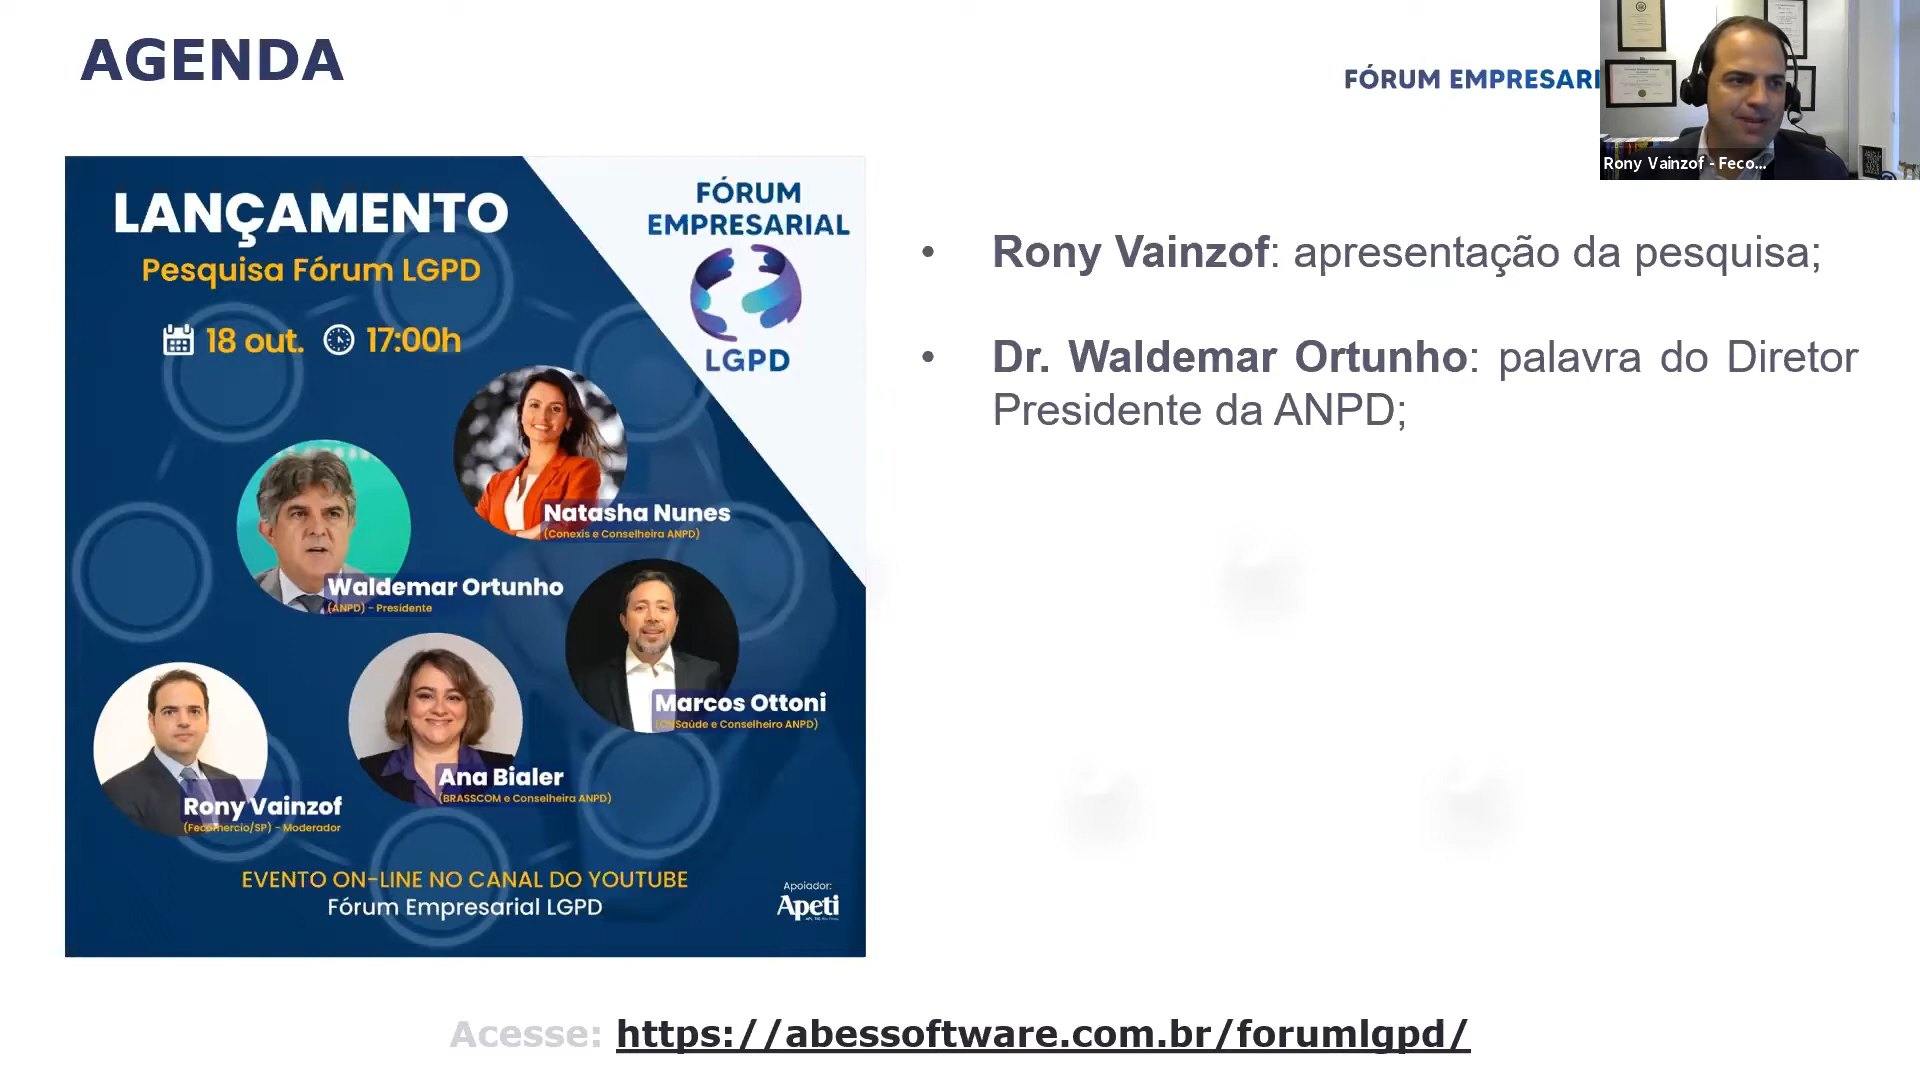 AGENDA
FÓRUM EMPRESARI
Rony Vainzof - Feco...
LANÇAMENTO
Pesquisa Fórum LGPD
18 out. 17:00h
FÓRUM
EMPRESARIAL
LGPD
Natasha Nunes
(Conexis e Conselheira ANPD)
Waldemar Ortunho
(ANPD) - Presidente
Marcos Ottoni
(CNSaúde e Conselheiro ANPD)
Ana Bialer
(BRASSCOM e Conselheira ANPD)
Rony Vainzof
(Fecomercio/SP) - Moderador
EVENTO ON-LINE NO CANAL DO YOUTUBE
Fórum Empresarial LGPD
Apoiador:
Apeti
• Rony Vainzof: apresentação da pesquisa;
• Dr. Waldemar Ortunho: palavra do Diretor
Presidente da ANPD;
Acesse: https://abessoftware.com.br/forumlgpd/